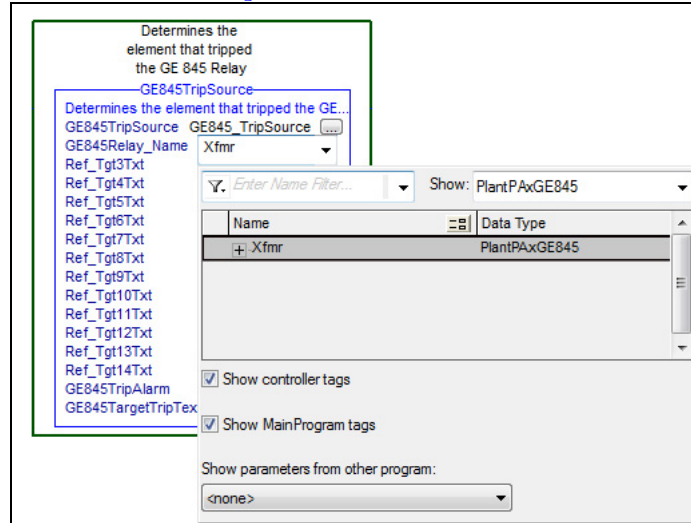 Determines the
element that tripped
the GE 845 Relay
GE845TripSource
Determines the element that tripped the GE...
GE845TripSource GE845_TripSource ...
GE845Relay_Name Xfmr
Ref_Tgt3Txt
Ref_Tgt4Txt
Ref_Tgt5Txt
Ref_Tgt6Txt
Ref_Tgt7Txt
Ref_Tgt8Txt
Ref_Tgt9Txt
Ref_Tgt10Txt
Ref_Tgt11Txt
Ref_Tgt12Txt
Ref_Tgt13Txt
Ref_Tgt14Txt
GE845TripAlarm
GE845TargetTripTex
Enter Name Filter... Show: PlantPAxGE845
Name Data Type
Xfmr PlantPAxGE845
Show controller tags
Show MainProgram tags
Show parameters from other program:
<none>